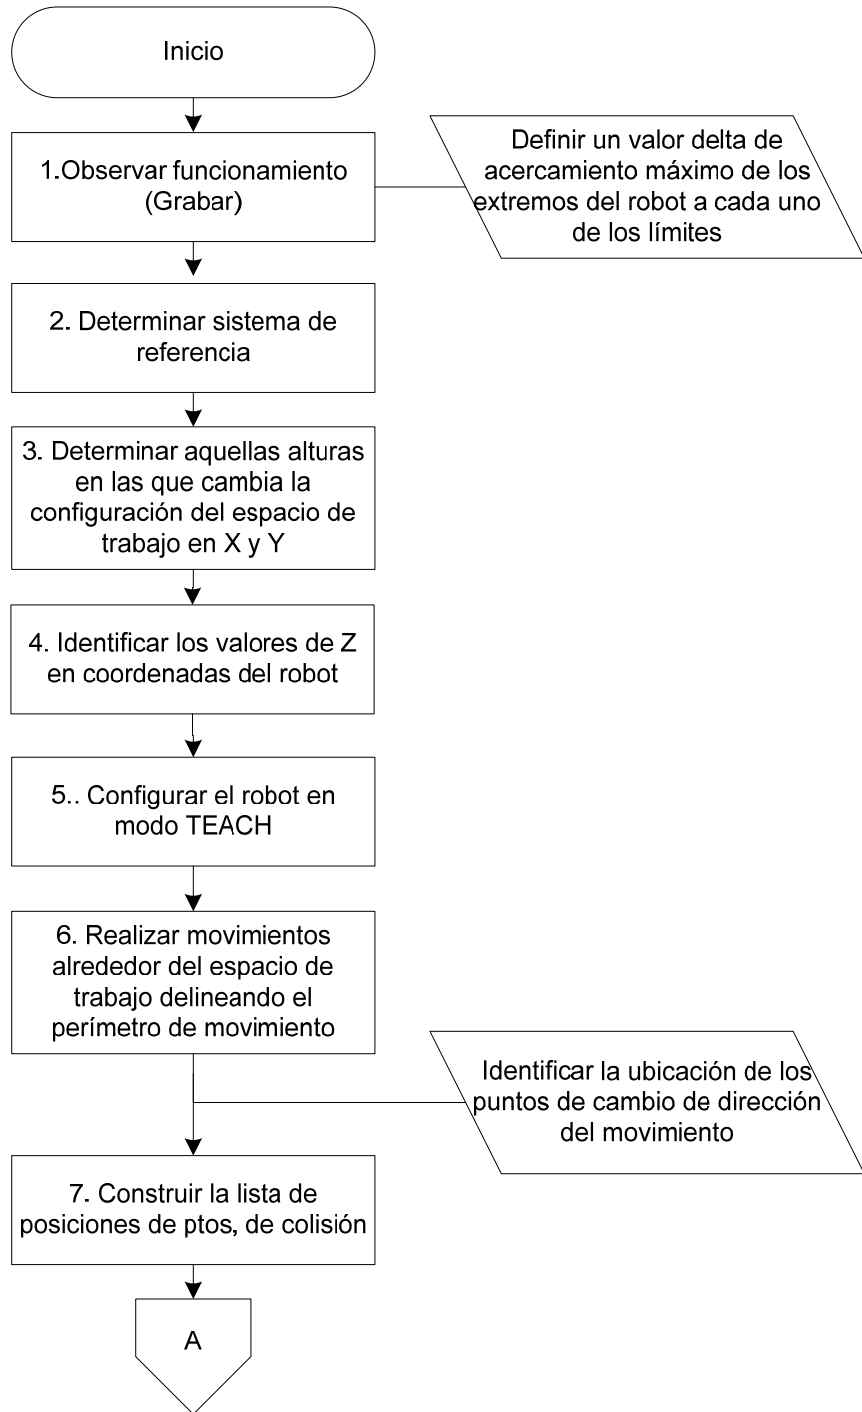 Inicio
1.Observar funcionamiento
(Grabar)
Definir un valor delta de
acercamiento máximo de los
extremos del robot a cada uno
de los límites
2. Determinar sistema de
referencia
3. Determinar aquellas alturas
en las que cambia la
configuración del espacio de
trabajo en X y Y
4. Identificar los valores de Z
en coordenadas del robot
5.. Configurar el robot en
modo TEACH
6. Realizar movimientos
alrededor del espacio de
trabajo delineando el
perímetro de movimiento
Identificar la ubicación de los
puntos de cambio de dirección
del movimiento
7. Construir la lista de
posiciones de ptos, de colisión
A